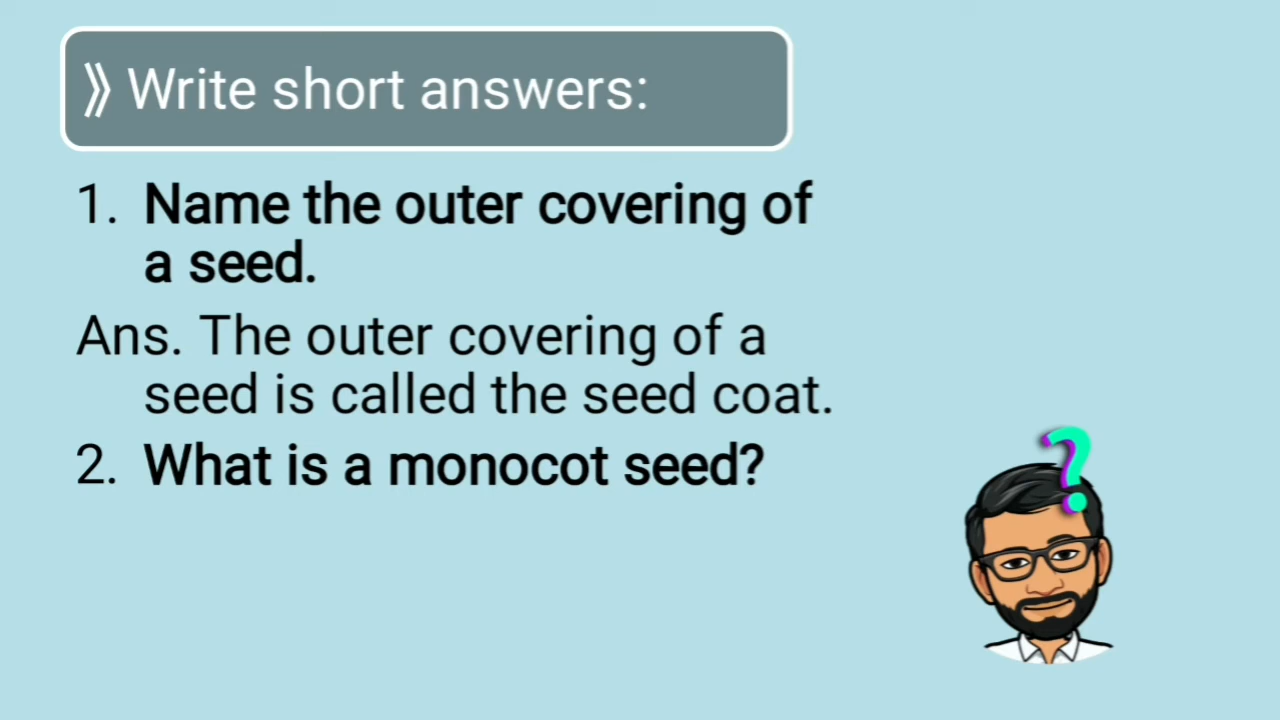 ⟫ Write short answers:
1. Name the outer covering of
a seed.
Ans. The outer covering of a
seed is called the seed coat.
2. What is a monocot seed?
?